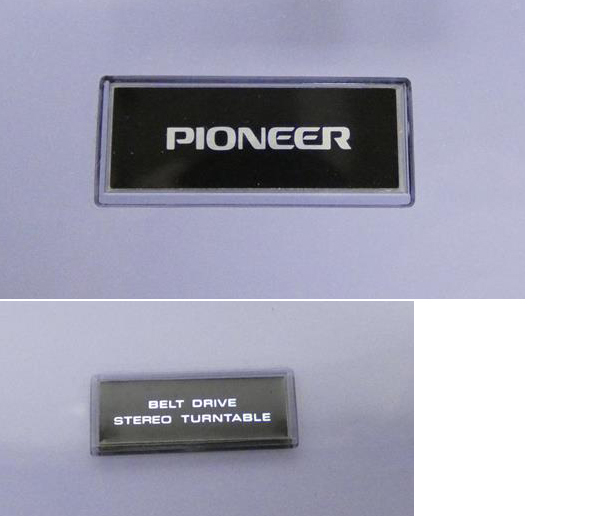 PIONEER
BELT DRIVE
STEREO TURNTABLE